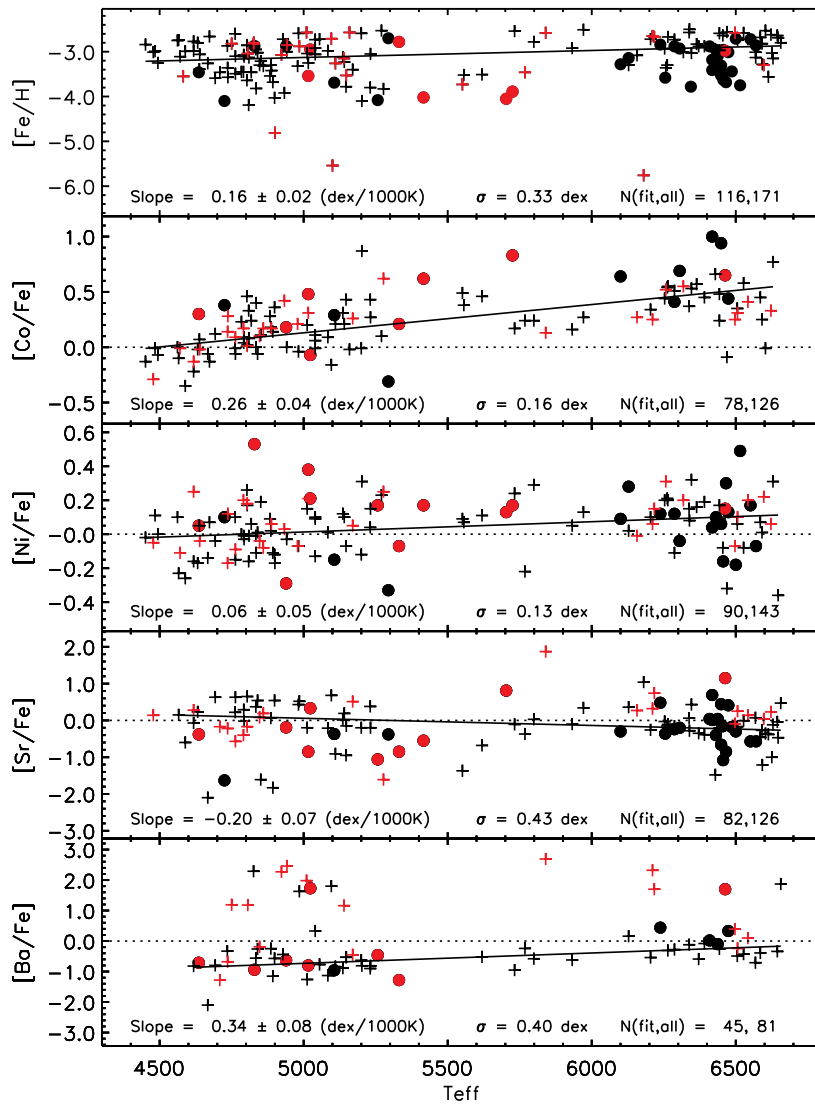 [Fe/H]
-3.0
-4.0
-5.0
-6.0
Slope = 0.16 ± 0.02 (dex/1000K) σ = 0.33 dex N(fit,all) = 116,171
[Co/Fe]
1.0
0.5
0.0
-0.5
Slope = 0.26 ± 0.04 (dex/1000K) σ = 0.16 dex N(fit,all) = 78,126
[Ni/Fe]
0.6
0.4
0.2
-0.0
-0.2
-0.4
Slope = 0.06 ± 0.05 (dex/1000K) σ = 0.13 dex N(fit,all) = 90,143
[Sr/Fe]
2.0
1.0
0.0
-1.0
-2.0
-3.0
Slope = -0.20 ± 0.07 (dex/1000K) σ = 0.43 dex N(fit,all) = 82,126
[Ba/Fe]
3.0
2.0
1.0
0.0
-1.0
-2.0
-3.0
Slope = 0.34 ± 0.08 (dex/1000K) σ = 0.40 dex N(fit,all) = 45, 81
4500 5000 5500 6000 6500
Teff